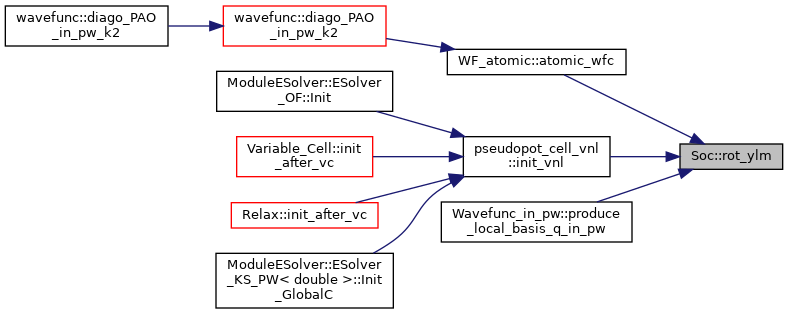 wavefunc::diago_PAO
_in_pw_k2
wavefunc::diago_PAO
_in_pw_k2
WF_atomic::atomic_wfc
ModuleESolver::ESolver
_OF::Init
Variable_Cell::init
_after_vc
pseudopot_cell_vnl
::init_vnl
Soc::rot_ylm
Relax::init_after_vc
Wavefunc_in_pw::produce
_local_basis_q_in_pw
ModuleESolver::ESolver
_KS_PW< double >::Init
_GlobalC